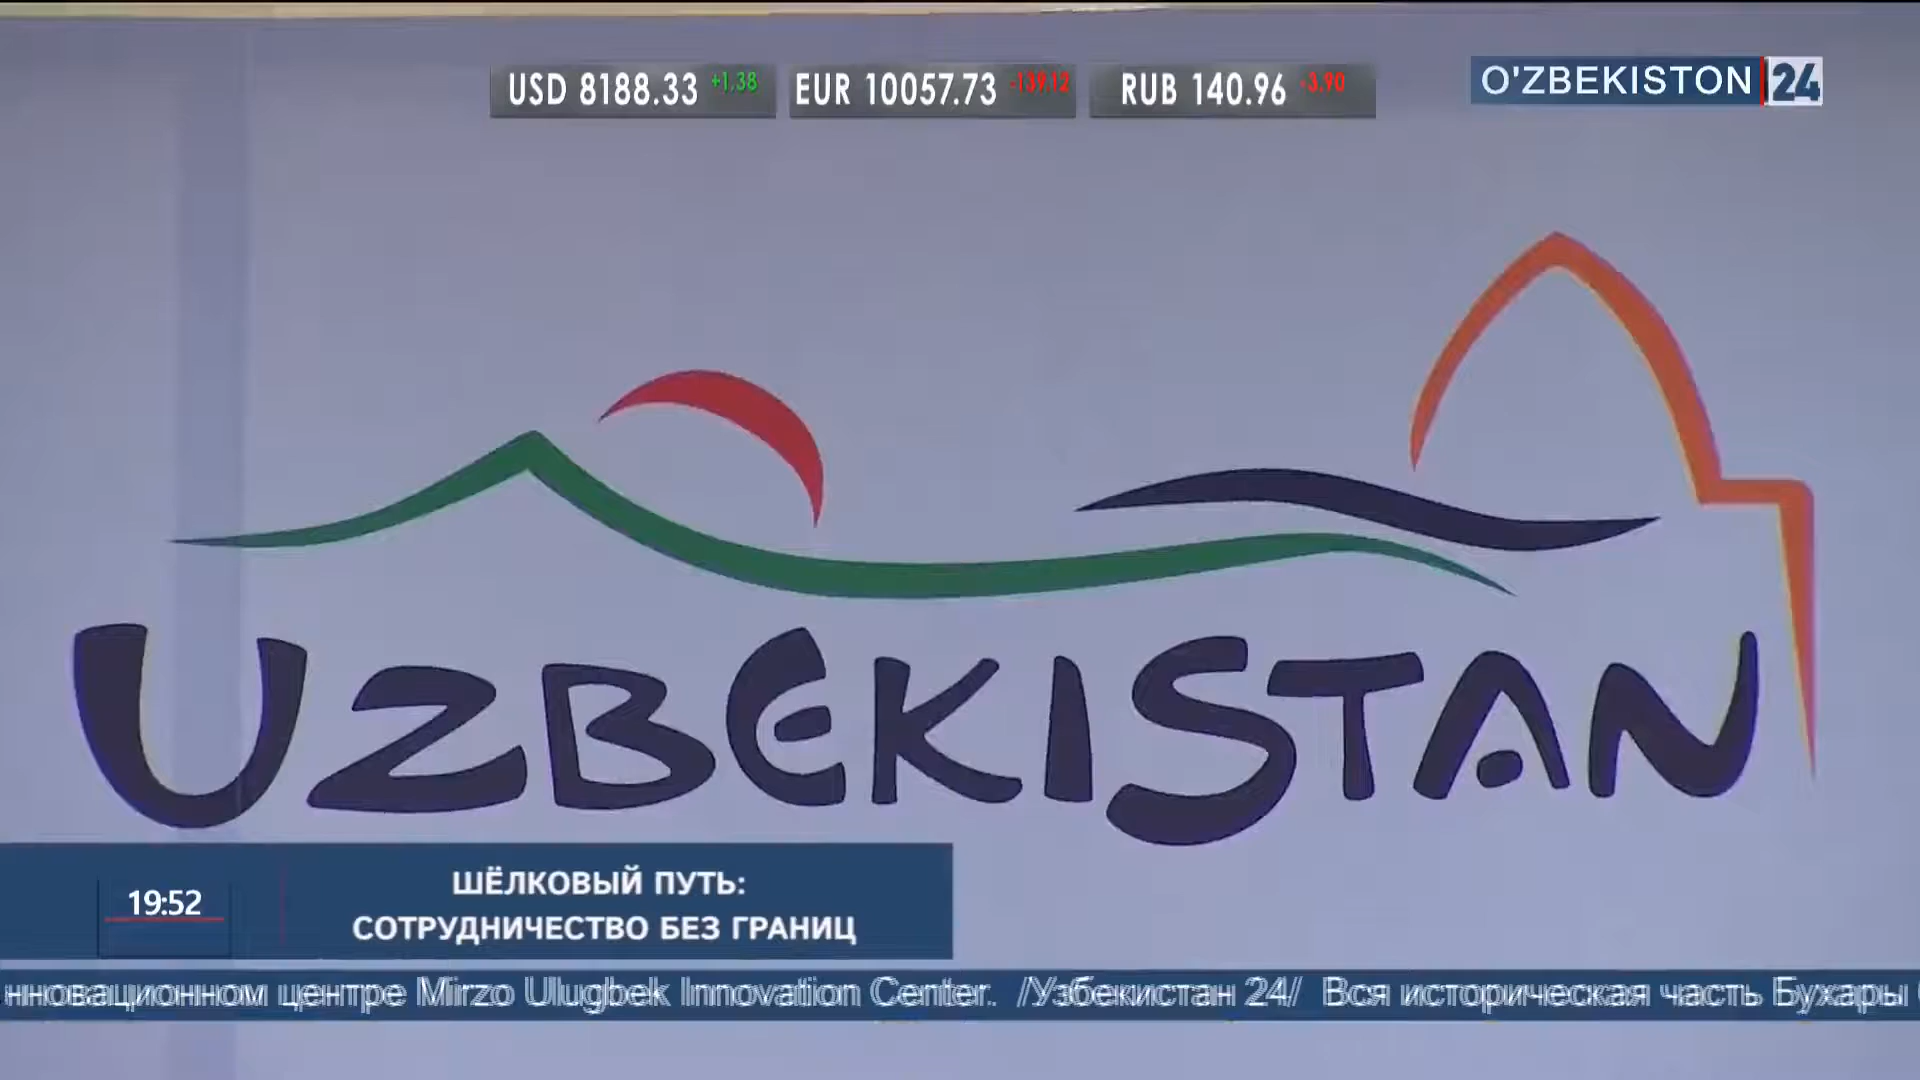 USD 8188.33 +1.38 EUR 10057.73 -139.12 RUB 140.96 -3.90
O'ZBEKISTON 24
UZBEKISTAN
19:52
ШЁЛКОВЫЙ ПУТЬ:
СОТРУДНИЧЕСТВО БЕЗ ГРАНИЦ
нновационном центре Mirzo Ulugbek Innovation Center. /Узбекистан 24/ Вся историческая часть Бухары